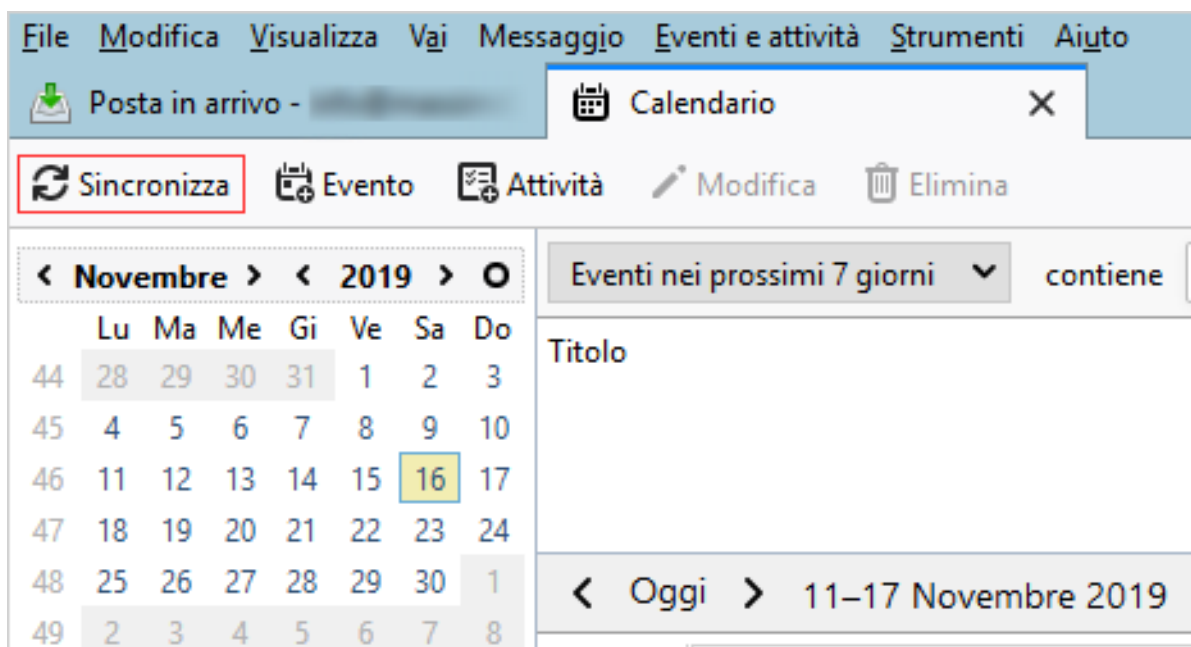 File Modifica Visualizza Vai Messaggio Eventi e attività Strumenti Aiuto
Posta in arrivo - 
Calendario
Sincronizza Evento Attività Modifica Elimina
Novembre 2019
Eventi nei prossimi 7 giorni contiene
Lu Ma Me Gi Ve Sa Do
Titolo
44 28 29 30 31 1 2 3
45 4 5 6 7 8 9 10
46 11 12 13 14 15 16 17
47 18 19 20 21 22 23 24
48 25 26 27 28 29 30 1
49 2 3 4 5 6 7 8
Oggi 11–17 Novembre 2019